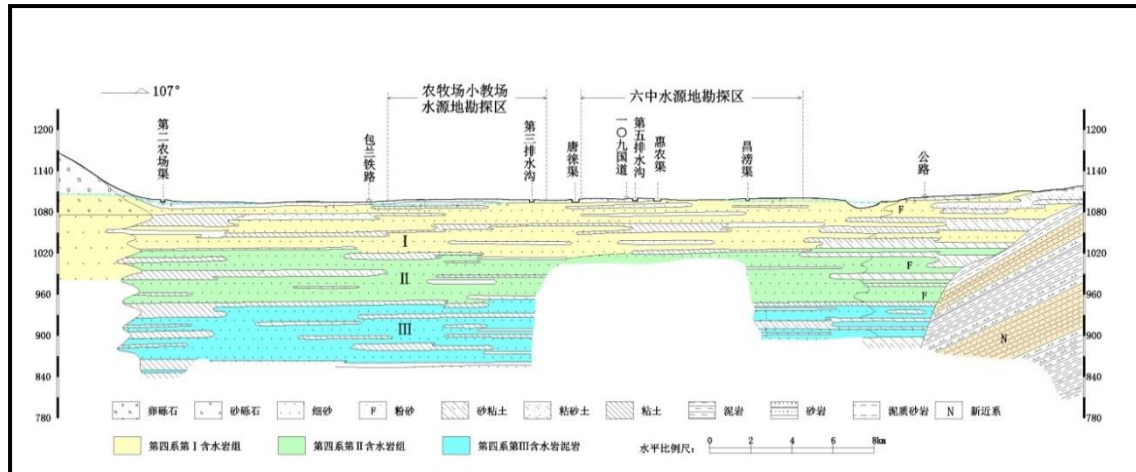 107°
农牧场小教场
水源地勘探区
六中水源地勘探区
第二农场渠
包兰铁路
第三排水沟
唐徕渠
一〇九国道
第五排水沟
惠农渠
昌滂渠
公路
1200
1140
1080
1020
960
900
840
780
1200
1140
1080
1020
960
900
840
780
I
II
III
F
F
F
N
卵砾石
砂砾石
细砂
F 粉砂
砂粘土
粘砂土
粘土
泥岩
砂岩
泥质砂岩
N 新近系
第四系第Ⅰ含水岩组
第四系第Ⅱ含水岩组
第四系第Ⅲ含水岩泥岩
水平比例尺：
0 2 4 6 8km